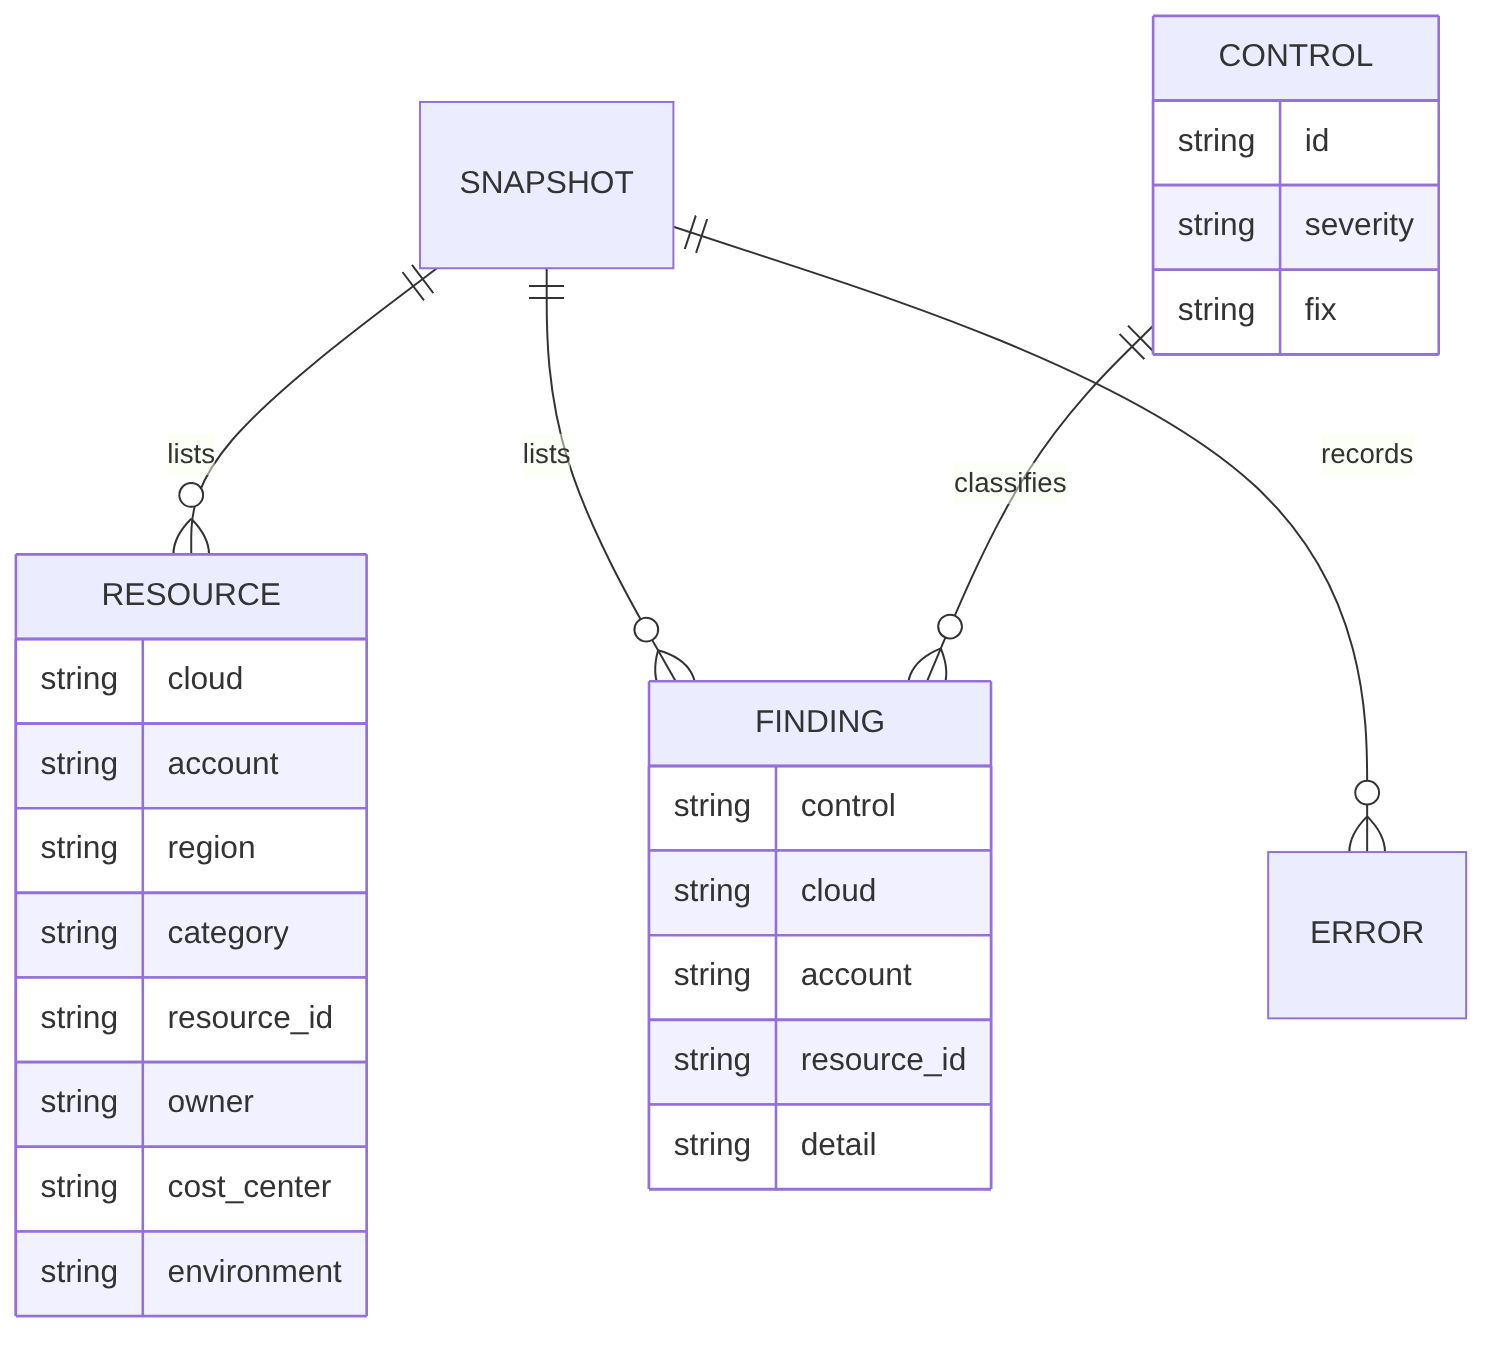 CONTROL
string id
string severity
string fix
SNAPSHOT
lists
lists
classifies
records
RESOURCE
string cloud
string account
string region
string category
string resource_id
string owner
string cost_center
string environment
FINDING
string control
string cloud
string account
string resource_id
string detail
ERROR